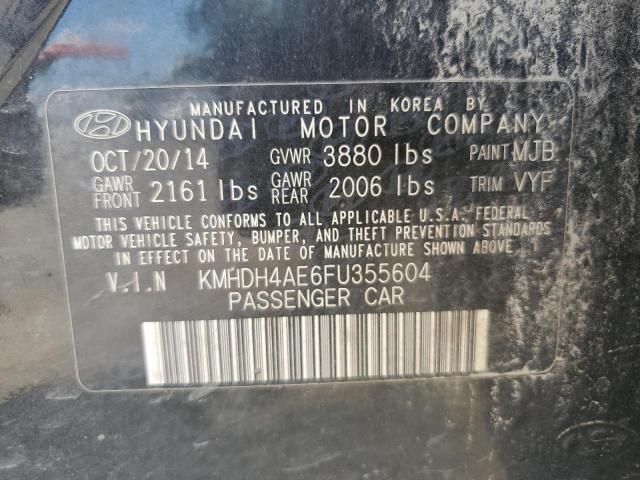 MANUFACTURED IN KOREA BY
HYUNDAI MOTOR COMPANY
OCT/20/14 GVWR 3880 lbs PAINT MJB
GAWR FRONT 2161 lbs GAWR REAR 2006 lbs TRIM VYF
THIS VEHICLE CONFORMS TO ALL APPLICABLE U.S.A. FEDERAL
MOTOR VEHICLE SAFETY, BUMPER, AND THEFT PREVENTION STANDARDS
IN EFFECT ON THE DATE OF MANUFACTURE SHOWN ABOVE.
V.I.N KMHDH4AE6FU355604
PASSENGER CAR